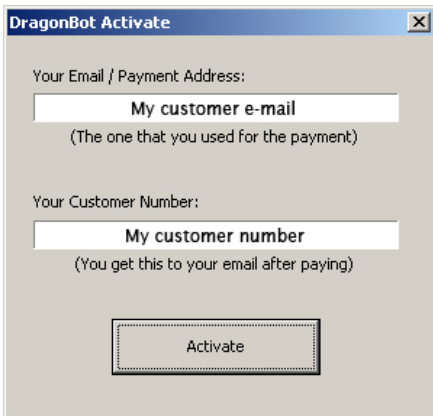 DragonBot Activate
Your Email / Payment Address:
My customer e-mail
(The one that you used for the payment)
Your Customer Number:
My customer number
(You get this to your email after paying)
Activate